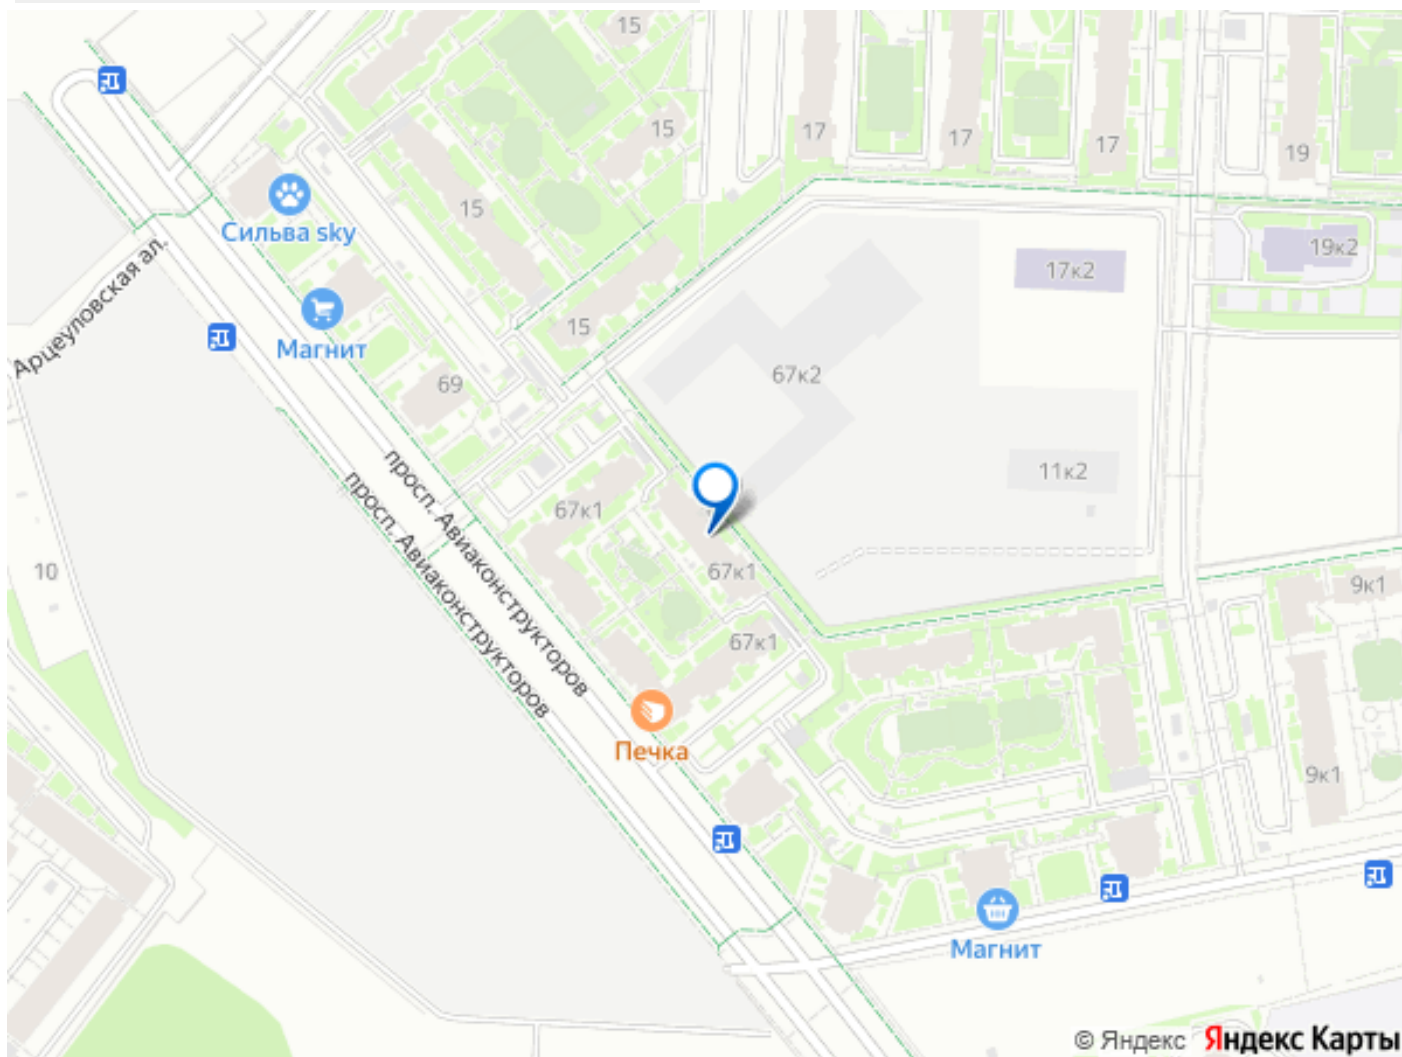 15
15
17
17
17
19
15
Сильва sky
19к2
17к2
Арцеуловская ал.
15
Магнит
67к2
69
просп. Авиаконструкторов
просп. Авиаконструкторов
11к2
67к1
10
67к1
9к1
67к1
Печка
9к1
Магнит
© Яндекс Яндекс Карты